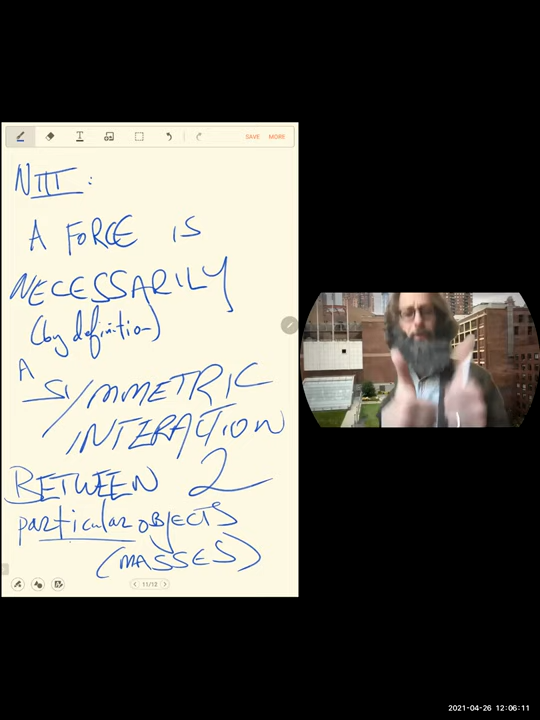 SAVE MORE
NIII:
A FORCE IS
NECESSARILY
(by definition)
A
SYMMETRIC
INTERACTION
BETWEEN 2
particular OBJECTS
(MASSES)
11/12
2021-04-26 12:06:11